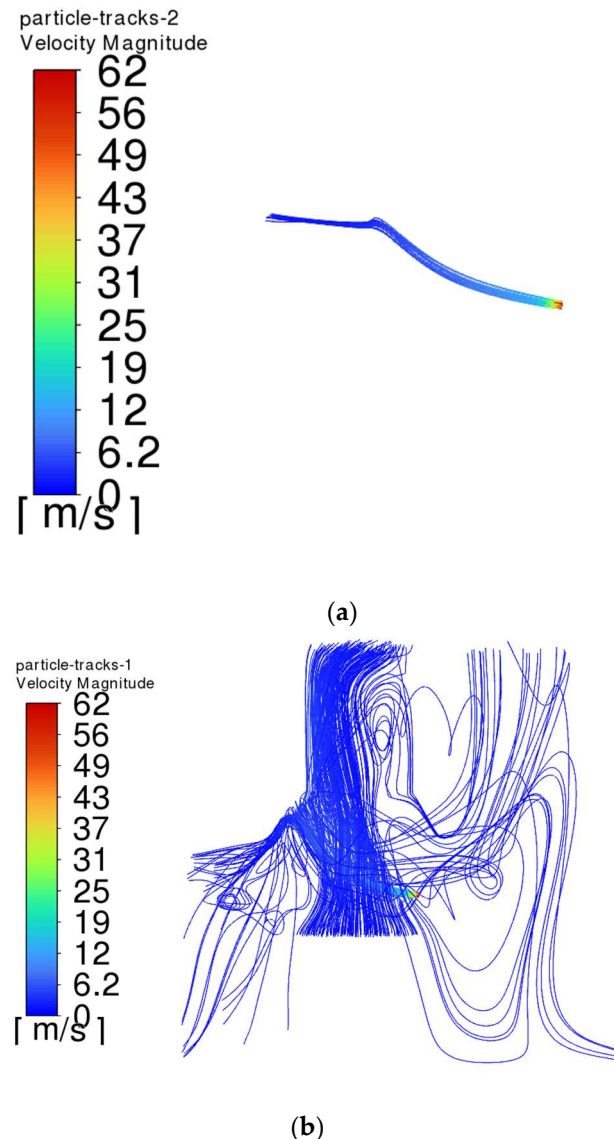 particle-tracks-2
Velocity Magnitude
62
56
49
43
37
31
25
19
12
6.2
0
[ m/s ]
(a)
particle-tracks-1
Velocity Magnitude
62
56
49
43
37
31
25
19
12
6.2
0
[ m/s ]
(b)